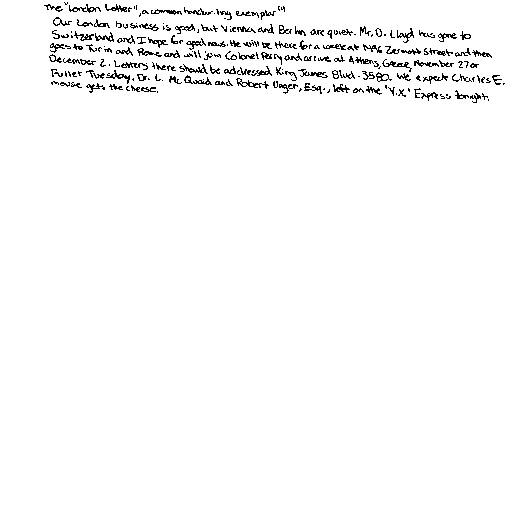 The "London Letter", a common handwriting exemplar"
Our London business is good, but Vienna and Berlin are quiet. Mr. D. Lloyd has gone to
Switzerland and I hope for good news. He will be there for a week at 1496 Zermott Street and then
goes to Turin and Rome and will join Colonel Parry and arrive at Athens, Greece, November 27 or
December 2. Letters there should be addressed King James Blvd. 3580. We expect Charles E.
Fuller Tuesday. Dr. L. McQuaid and Robert Unger, Esq., left on the "Y.X." Express tonight.
mouse gets the cheese.